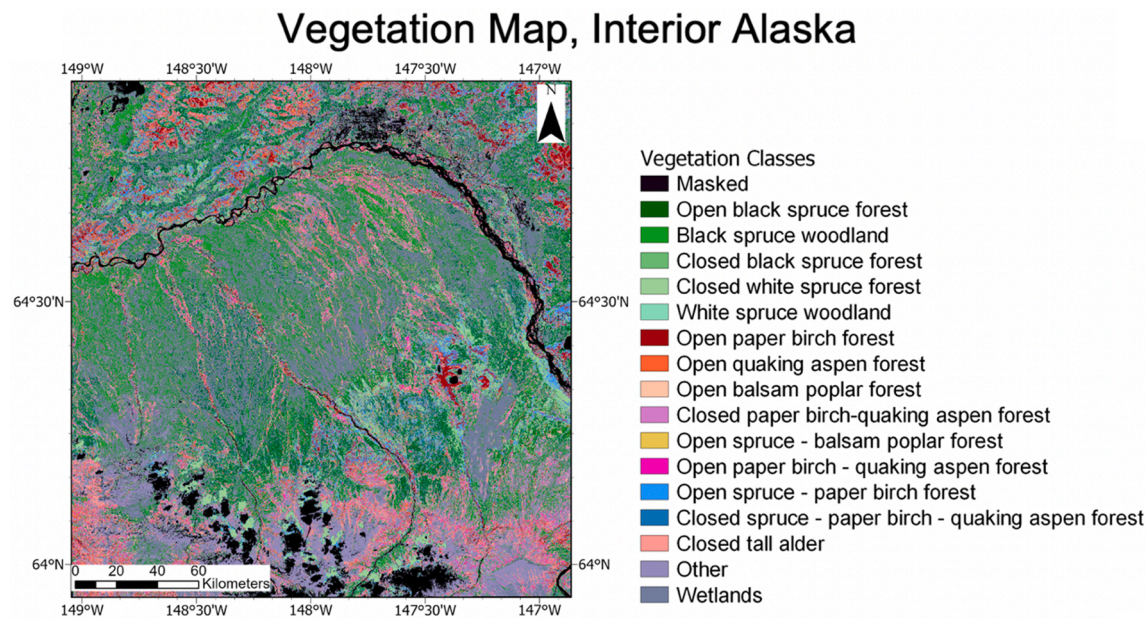 Vegetation Map, Interior Alaska
149°W 148°30'W 148°W 147°30'W 147°W
N
64°30'N 64°30'N
64°N 64°N
0 20 40 60
Kilometers
149°W 148°30'W 148°W 147°30'W 147°W
Vegetation Classes
Masked
Open black spruce forest
Black spruce woodland
Closed black spruce forest
Closed white spruce forest
White spruce woodland
Open paper birch forest
Open quaking aspen forest
Open balsam poplar forest
Closed paper birch-quaking aspen forest
Open spruce - balsam poplar forest
Open paper birch - quaking aspen forest
Open spruce - paper birch forest
Closed spruce - paper birch - quaking aspen forest
Closed tall alder
Other
Wetlands